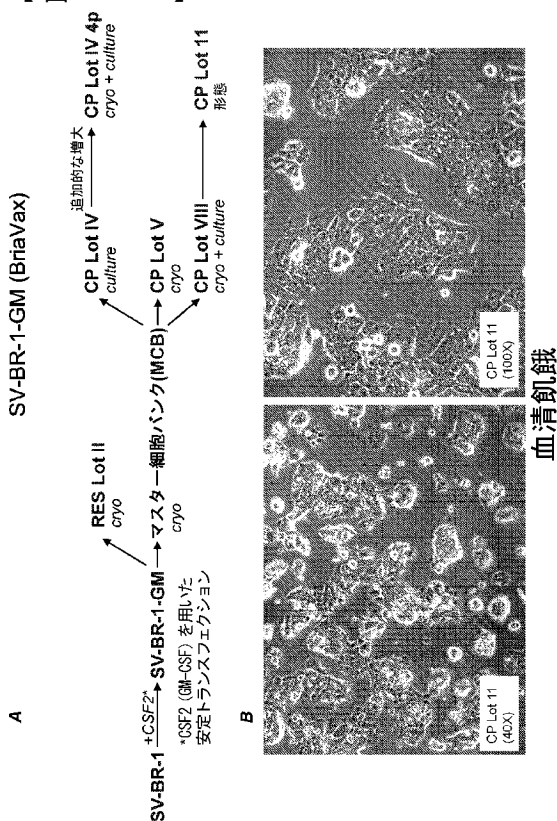 SV-BR-1-GM (BriaVax)
A
SV-BR-1
+CSF2*
SV-BR-1-GM
*CSF2 (GM-CSF) を用いた
安定トランスフェクション
RES Lot II
cryo
マスター細胞バンク(MCB)
cryo
CP Lot IV
culture
追加的な増大
CP Lot IV 4p
cryo + culture
CP Lot V
cryo
CP Lot VIII
cryo + culture
CP Lot 11
形態
B
CP Lot 11
(40X)
CP Lot 11
(100X)
血清飢餓